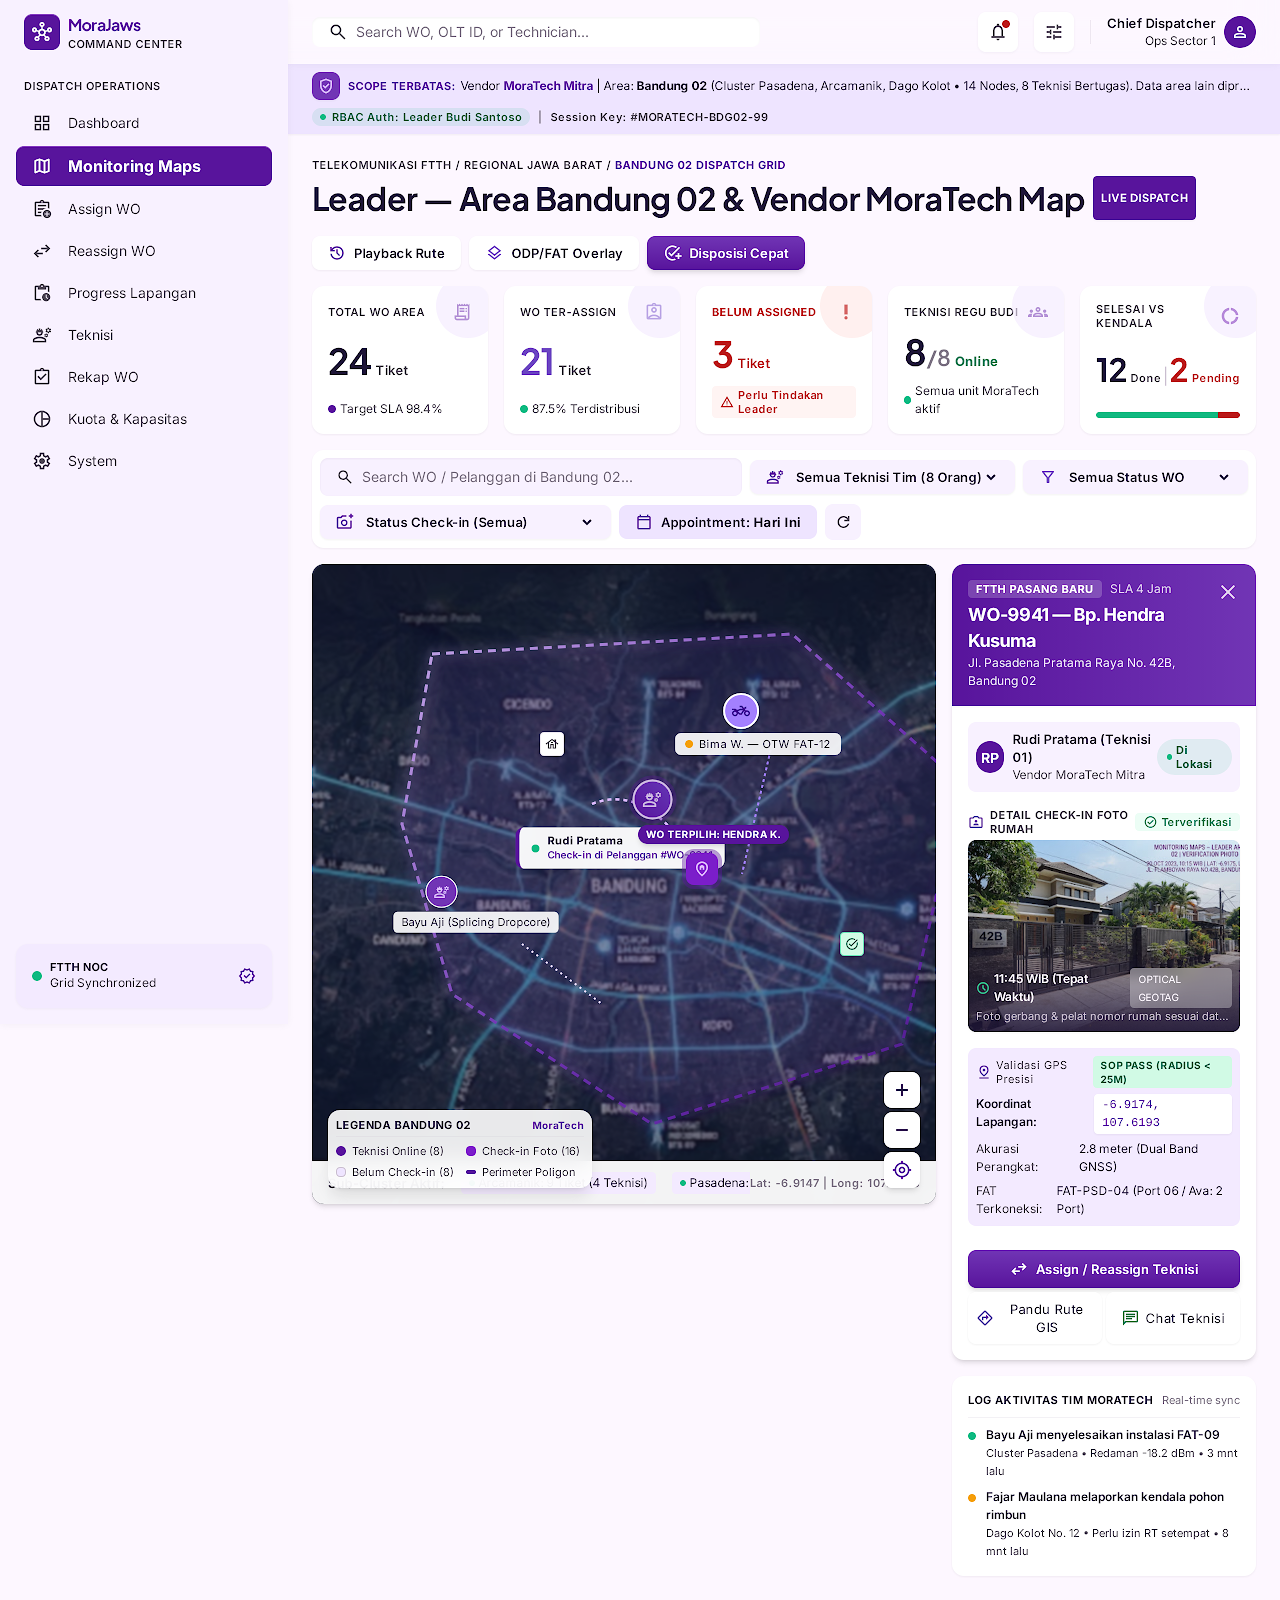 MoraJaws
COMMAND CENTER
Search WO, OLT ID, or Technician...
Chief Dispatcher
Ops Sector 1
DISPATCH OPERATIONS
Dashboard
Monitoring Maps
Assign WO
Reassign WO
Progress Lapangan
Teknisi
Rekap WO
Kuota & Kapasitas
System
FTTH NOC
Grid Synchronized
SCOPE TERBATAS: Vendor MoraTech Mitra | Area: Bandung 02 (Cluster Pasadena, Arcamanik, Dago Kolot • 14 Nodes, 8 Teknisi Bertugas). Data area lain dipr...
RBAC Auth: Leader Budi Santoso | Session Key: #MORATECH-BDG02-99
TELEKOMUNIKASI FTTH / REGIONAL JAWA BARAT / BANDUNG 02 DISPATCH GRID
Leader — Area Bandung 02 & Vendor MoraTech Map LIVE DISPATCH
Playback Rute
ODP/FAT Overlay
Disposisi Cepat
TOTAL WO AREA
24 Tiket
Target SLA 98.4%
WO TER-ASSIGN
21 Tiket
87.5% Terdistribusi
BELUM ASSIGNED
3 Tiket
Perlu Tindakan
Leader
TEKNISI REGU BUDI
8/8 Online
Semua unit MoraTech
aktif
SELESAI VS
KENDALA
12 Done | 2 Pending
Search WO / Pelanggan di Bandung 02...
Semua Teknisi Tim (8 Orang)
Semua Status WO
Status Check-in (Semua)
Appointment: Hari Ini
CICENDO
Bima W. — OTW FAT-12
Rudi Pratama
Check-in di Pelanggan #WO
WO TERPILIH: HENDRA K.
BANDUNG
BANDUNG
Bayu Aji (Splicing Dropcore)
KOPO
LEGENDA BANDUNG 02
MoraTech
Teknisi Online (8)
Check-in Foto (16)
Belum Check-in (8)
Perimeter Poligon
(4 Teknisi)
Pasadena:
Lat: -6.9147 | Long: 107
FTTH PASANG BARU SLA 4 Jam
WO-9941 — Bp. Hendra
Kusuma
Jl. Pasadena Pratama Raya No. 42B,
Bandung 02
RP
Rudi Pratama (Teknisi
01)
Vendor MoraTech Mitra
Di
Lokasi
DETAIL CHECK-IN FOTO
RUMAH
Terverifikasi
MONITORING MAPS – LEADER
02 | VERIFICATION PHOTO
42B
11:45 WIB (Tepat
Waktu)
OPTICAL
GEOTAG
Foto gerbang & pelat nomor rumah sesuai dat...
Validasi GPS
Presisi
SOP PASS (RADIUS <
25M)
Koordinat
Lapangan:
-6.9174,
107.6193
Akurasi
Perangkat:
2.8 meter (Dual Band
GNSS)
FAT
Terkoneksi:
FAT-PSD-04 (Port 06 / Ava: 2
Port)
Assign / Reassign Teknisi
Pandu Rute
GIS
Chat Teknisi
LOG AKTIVITAS TIM MORATECH
Real-time sync
Bayu Aji menyelesaikan instalasi FAT-09
Cluster Pasadena • Redaman -18.2 dBm • 3 mnt
lalu
Fajar Maulana melaporkan kendala pohon
rimbun
Dago Kolot No. 12 • Perlu izin RT setempat • 8
mnt lalu